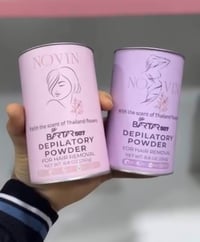 NOVIN
with the scent of Thailand flowers
DEPILATORY
POWDER
FOR HAIR REMOVAL
NOVIN
with the scent of Thailand flowers
DEPILATORY
POWDER
FOR HAIR REMOVAL